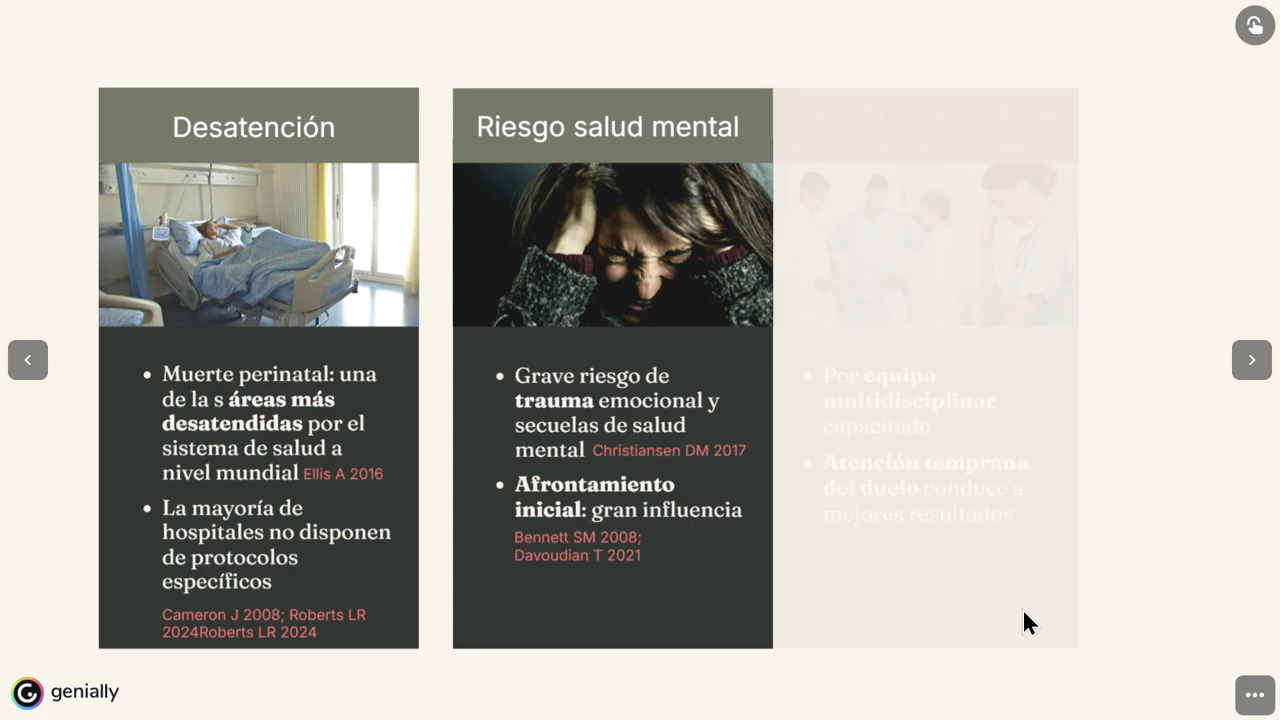 Desatención
Muerte perinatal: una
de la s áreas más
desatendidas por el
sistema de salud a
nivel mundial Ellis A 2016
La mayoría de
hospitales no disponen
de protocolos
específicos
Cameron J 2008; Roberts LR
2024Roberts LR 2024
Riesgo salud mental
Grave riesgo de
trauma emocional y
secuelas de salud
mental Christiansen DM 2017
Afrontamiento
inicial: gran influencia
Bennett SM 2008;
Davoudian T 2021
Por equipo
multidisciplinar
capacitado
Atención temprana
del duelo conduce a
mejores resultados
genially